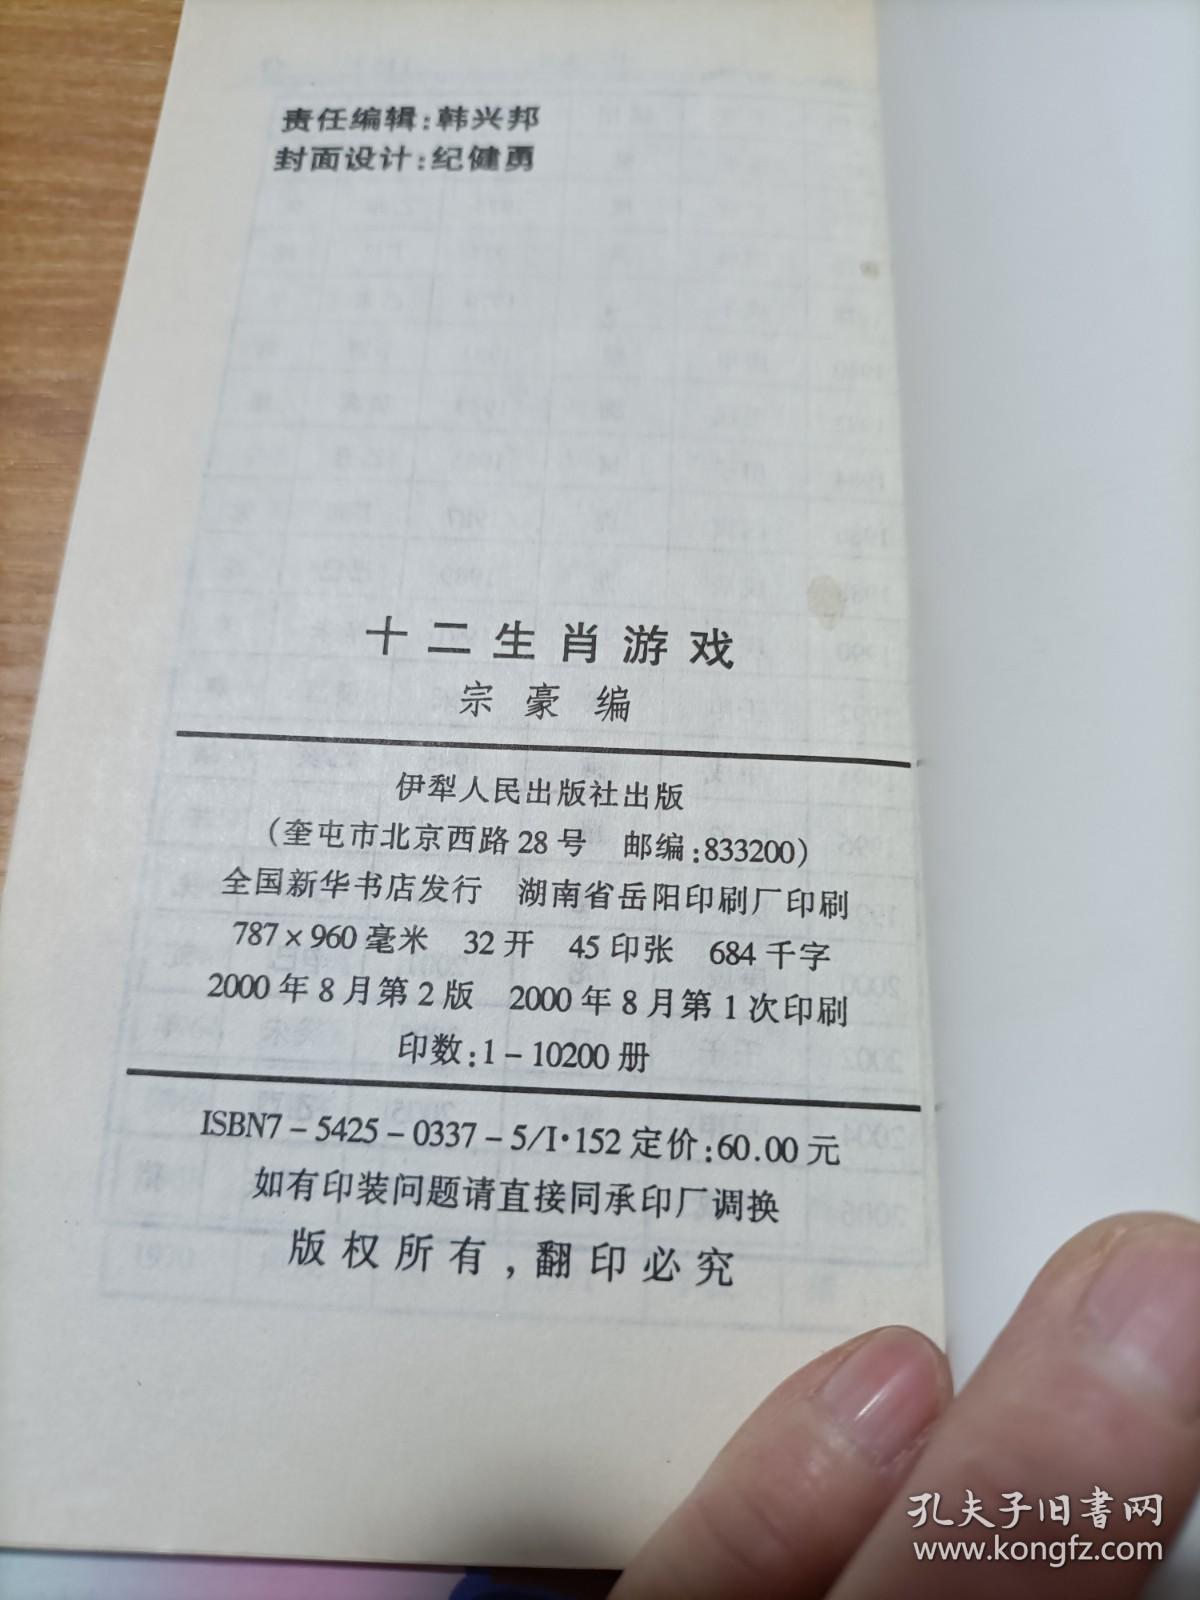 责任编辑:韩兴邦
封面设计:纪健勇
十二生肖游戏
宗豪 编
伊犁人民出版社出版
(奎屯市北京西路28号 邮编:833200)
全国新华书店发行 湖南省岳阳印刷厂印刷
787×960毫米 32开 45印张 684千字
2000年8月第2版 2000年8月第1次印刷
印数:1-10200册
ISBN7-5425-0337-5/I·152定价:60.00元
如有印装问题请直接同承印厂调换
版权所有,翻印必究
孔夫子旧书网
www.kongfz.com